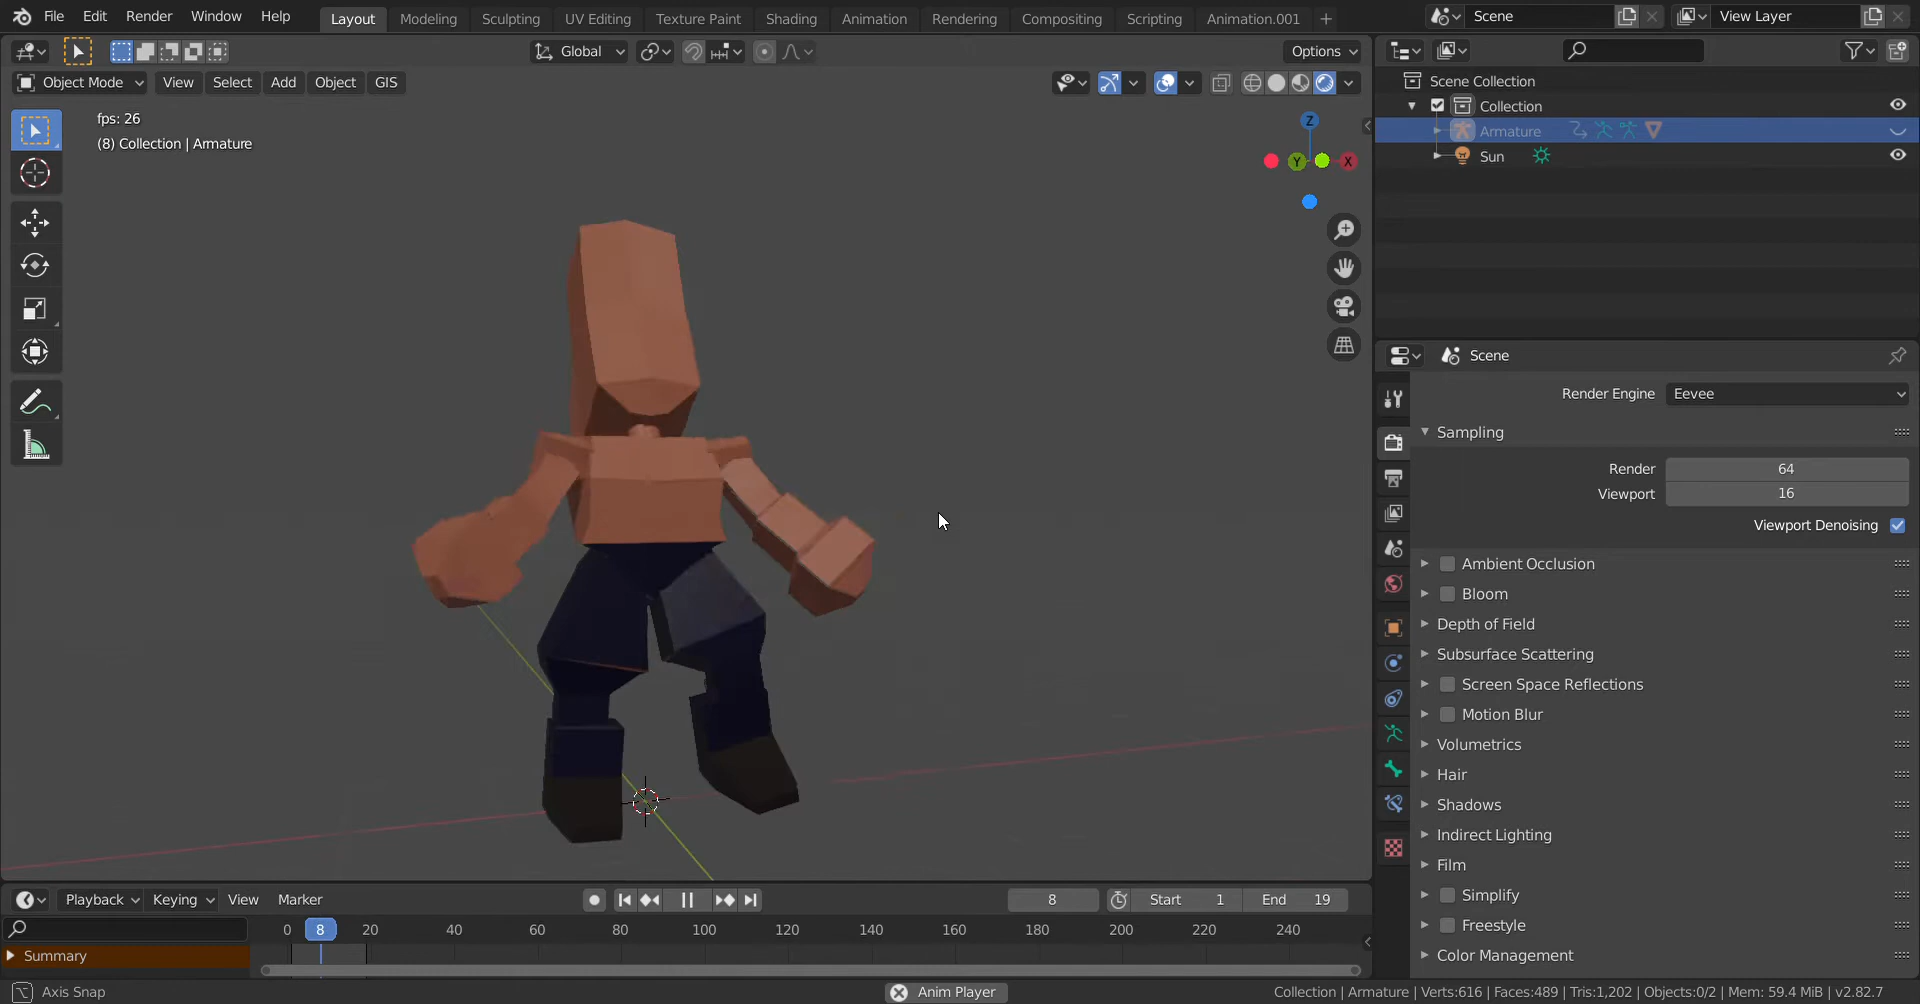 File Edit Render Window Help Layout Modeling Sculpting UV Editing Texture Paint Shading Animation Rendering Compositing Scripting Animation.001 + Scene View Layer
Global Options
Object Mode View Select Add Object GIS
fps: 26
(8) Collection | Armature
Z
Y
X
Scene Collection
Collection
Armature
Sun
Scene
Render Engine Eevee
Sampling
Render 64
Viewport 16
Viewport Denoising
Ambient Occlusion
Bloom
Depth of Field
Subsurface Scattering
Screen Space Reflections
Motion Blur
Volumetrics
Hair
Shadows
Indirect Lighting
Film
Simplify
Freestyle
Color Management
Playback Keying View Marker 8 Start 1 End 19
0 8 20 40 60 80 100 120 140 160 180 200 220 240
Summary
Axis Snap Anim Player Collection | Armature | Verts:616 | Faces:489 | Tris:1,202 | Objects:0/2 | Mem: 59.4 MiB | v2.82.7